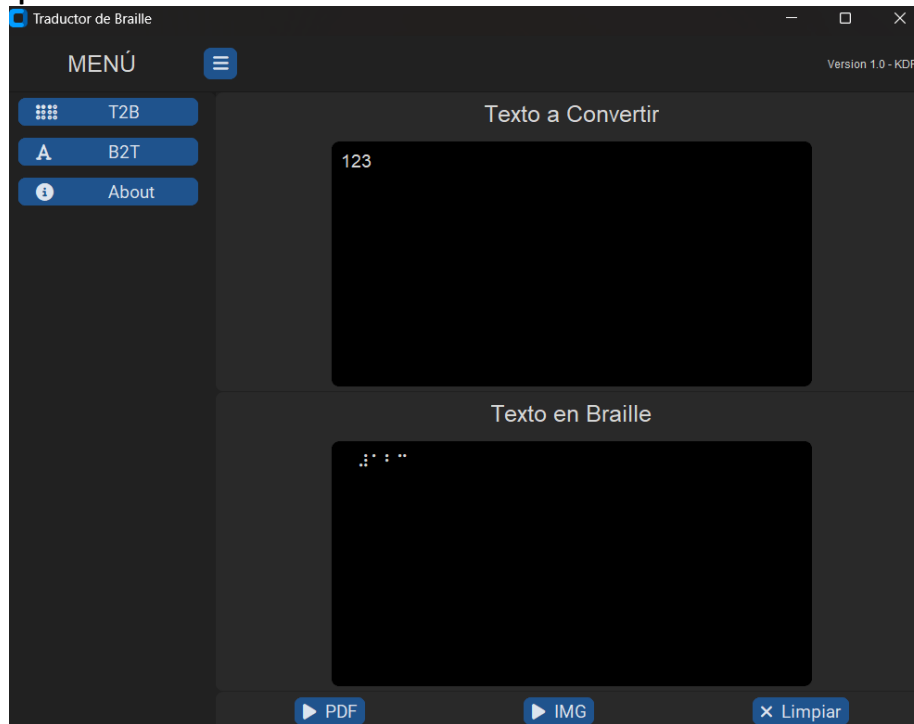 Traductor de Braille
MENÚ
Version 1.0 - KDF
T2B
B2T
About
Texto a Convertir
123
Texto en Braille
⠼⠁⠃⠉
PDF
IMG
Limpiar